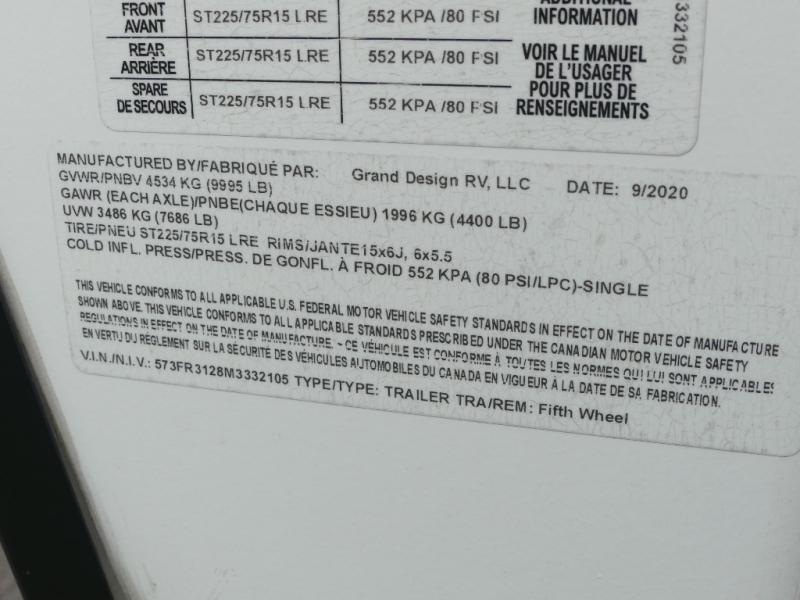 ADDITIONAL
FRONT ST225/75R15 LRE 552 KPA /80 PSI INFORMATION
AVANT
REAR ST225/75R15 LRE 552 KPA /80 PSI VOIR LE MANUEL
ARRIÈRE DE L'USAGER
SPARE ST225/75R15 LRE 552 KPA /80 PSI POUR PLUS DE
DE SECOURS RENSEIGNEMENTS
332105
MANUFACTURED BY/FABRIQUÉ PAR: Grand Design RV, LLC DATE: 9/2020
GVWR/PNBV 4534 KG (9995 LB)
GAWR (EACH AXLE)/PNBE(CHAQUE ESSIEU) 1996 KG (4400 LB)
UVW 3486 KG (7686 LB)
TIRE/PNEU ST225/75R15 LRE RIMS/JANTE15x6J, 6x5.5
COLD INFL. PRESS/PRESS. DE GONFL. À FROID 552 KPA (80 PSI/LPC)-SINGLE
THIS VEHICLE CONFORMS TO ALL APPLICABLE U.S. FEDERAL MOTOR VEHICLE SAFETY STANDARDS IN EFFECT ON THE DATE OF MANUFACTURE
SHOWN ABOVE. THIS VEHICLE CONFORMS TO ALL APPLICABLE STANDARDS PRESCRIBED UNDER THE CANADIAN MOTOR VEHICLE SAFETY
REGULATIONS IN EFFECT ON THE DATE OF MANUFACTURE. - CE VÉHICULE EST CONFORME À TOUTES LES NORMES QUI LUI SONT APPLICABLES
EN VERTU DU RÈGLEMENT SUR LA SÉCURITÉ DES VÉHICULES AUTOMOBILES DU CANADA EN VIGUEUR À LA DATE DE SA FABRICATION.
V.I.N./N.I.V.: 573FR3128M3332105 TYPE/TYPE: TRAILER TRA/REM: Fifth Wheel